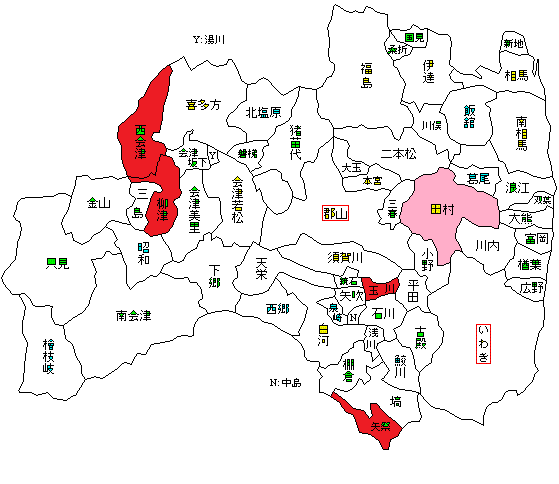 Y:湯川
国見
新地
桑折
福島
伊達
相馬
喜多方
北塩原
飯舘
南相馬
西会津
猪苗代
川俣
会津坂下
Y
磐梯
二本松
大玉
本宮
葛尾
浪江
双葉
金山
三島
柳津
会津美里
会津若松
郡山
三春
田村
大熊
富岡
川内
昭和
只見
下郷
天栄
須賀川
小野
楢葉
広野
鏡石
玉川
平田
矢吹
泉崎
N
石川
南会津
西郷
白河
浅川
古殿
いわき
檜枝岐
棚倉
鮫川
N:中島
塙
矢祭